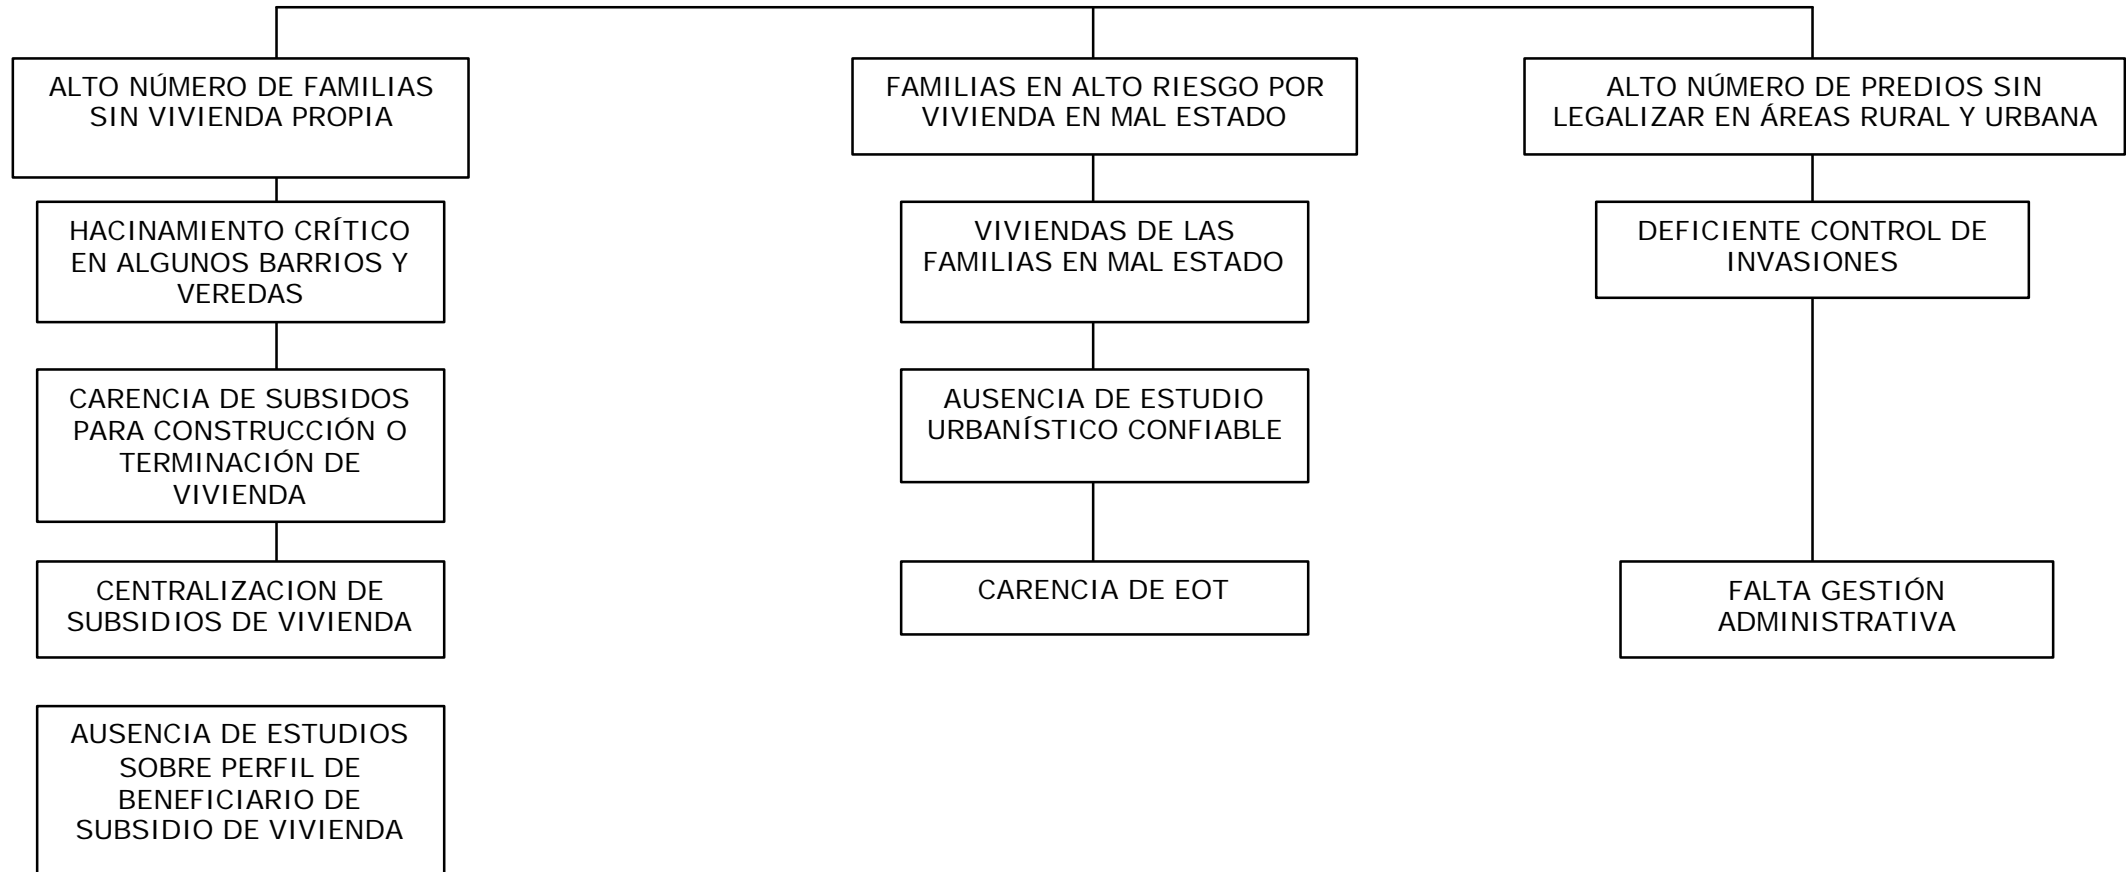 ALTO NÚMERO DE FAMILIAS
SIN VIVIENDA PROPIA
HACINAMIENTO CRÍTICO
EN ALGUNOS BARRIOS Y
VEREDAS
CARENCIA DE SUBSIDOS
PARA CONSTRUCCIÓN O
TERMINACIÓN DE
VIVIENDA
CENTRALIZACION DE
SUBSIDIOS DE VIVIENDA
AUSENCIA DE ESTUDIOS
SOBRE PERFIL DE
BENEFICIARIO DE
SUBSIDIO DE VIVIENDA
FAMILIAS EN ALTO RIESGO POR
VIVIENDA EN MAL ESTADO
VIVIENDAS DE LAS
FAMILIAS EN MAL ESTADO
AUSENCIA DE ESTUDIO
URBANÍSTICO CONFIABLE
CARENCIA DE EOT
ALTO NÚMERO DE PREDIOS SIN
LEGALIZAR EN ÁREAS RURAL Y URBANA
DEFICIENTE CONTROL DE
INVASIONES
FALTA GESTIÓN
ADMINISTRATIVA